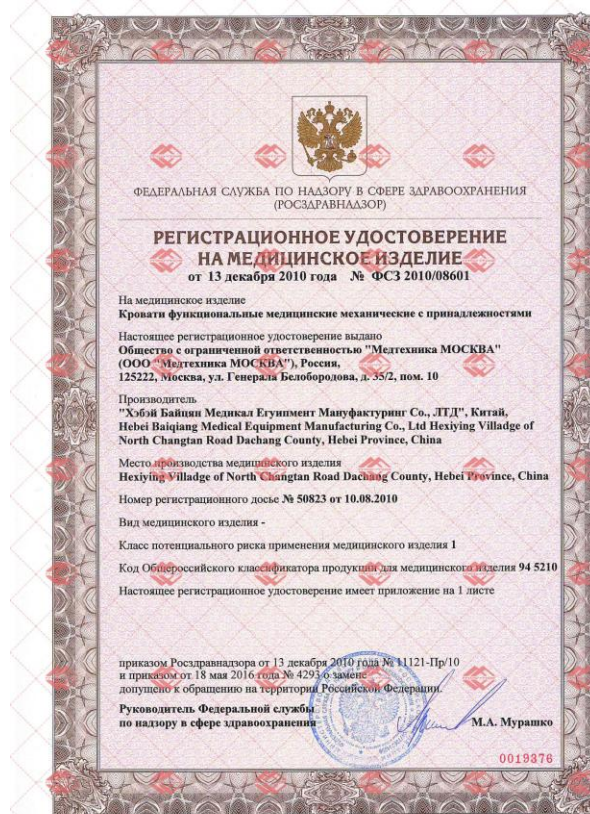 ФЕДЕРАЛЬНАЯ СЛУЖБА ПО НАДЗОРУ В СФЕРЕ ЗДРАВООХРАНЕНИЯ
(РОСЗДРАВНАДЗОР)
РЕГИСТРАЦИОННОЕ УДОСТОВЕРЕНИЕ
НА МЕДИЦИНСКОЕ ИЗДЕЛИЕ
от 13 декабря 2010 года № ФСЗ 2010/08601
На медицинское изделие
Кровати функциональные медицинские механические с принадлежностями
Настоящее регистрационное удостоверение выдано
Общество с ограниченной ответственностью "Медтехника МОСКВА"
(ООО "Медтехника МОСКВА"), Россия,
125222, Москва, ул. Генерала Белобородова, д. 35/2, пом. 10
Производитель
"Хэбэй Байцян Медикал Егуипмент Мануфактуринг Со., ЛТД", Китай,
Hebei Baiqiang Medical Equipment Manufacturing Co., Ltd Hexiying Villadge of
North Changtan Road Dachang County, Hebei Province, China
Место производства медицинского изделия
Hexiying Villadge of North Changtan Road Dachang County, Hebei Province, China
Номер регистрационного досье № 50823 от 10.08.2010
Вид медицинского изделия -
Класс потенциального риска применения медицинского изделия 1
Код Общероссийского классификатора продукции для медицинского изделия 94 5210
Настоящее регистрационное удостоверение имеет приложение на 1 листе
приказом Росздравнадзора от 13 декабря 2010 года № 11121-Пр/10
и приказом от 18 мая 2016 года № 4293 о замене
допущено к обращению на территории Российской Федерации.
Руководитель Федеральной службы
по надзору в сфере здравоохранения
М.А. Мурашко
0019376